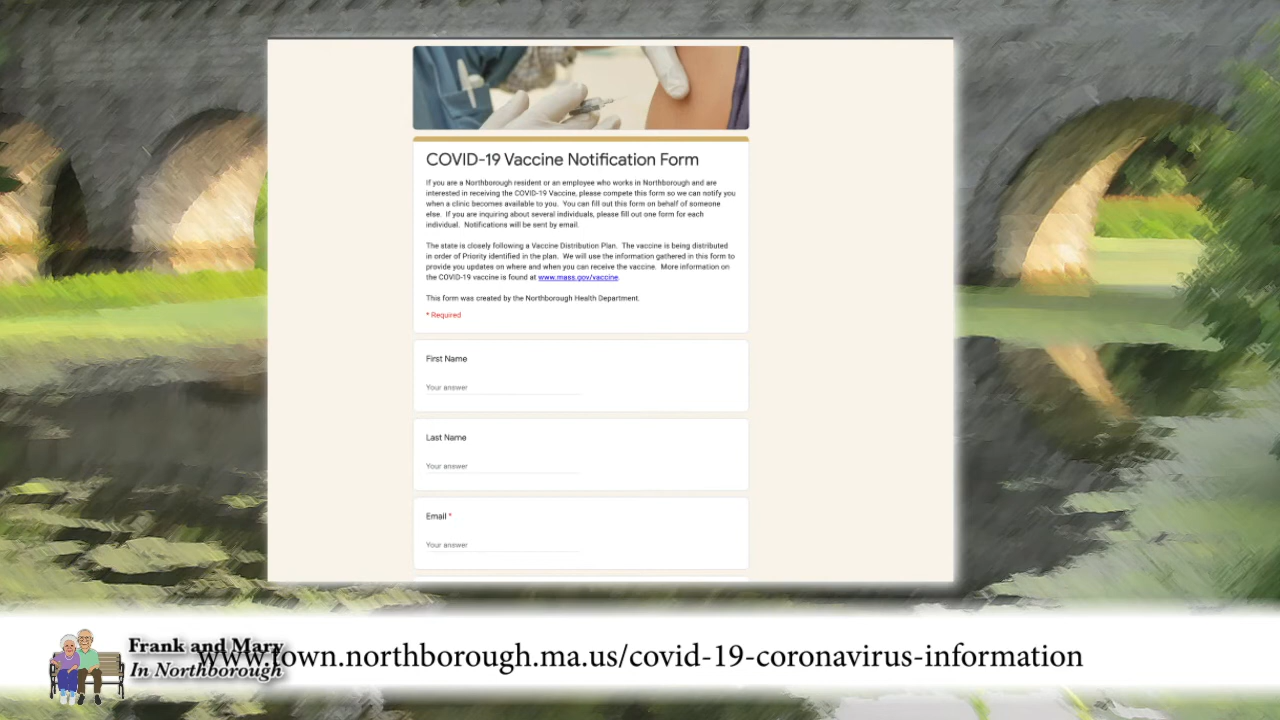 COVID-19 Vaccine Notification Form
If you are a Northborough resident or an employee who works in Northborough and are
interested in receiving the COVID-19 Vaccine, please compete this form so we can notify you
when a clinic becomes available to you. You can fill out this form on behalf of someone
else. If you are inquiring about several individuals, please fill out one form for each
individual. Notifications will be sent by email.
The state is closely following a Vaccine Distribution Plan. The vaccine is being distributed
in order of Priority identified in the plan. We will use the information gathered in this form to
provide you updates on where and when you can receive the vaccine. More information on
the COVID-19 vaccine is found at www.mass.gov/vaccine.
This form was created by the Northborough Health Department.
* Required
First Name
Your answer
Last Name
Your answer
Email *
Your answer
Frank and Mary
In Northborough
www.town.northborough.ma.us/covid-19-coronavirus-information